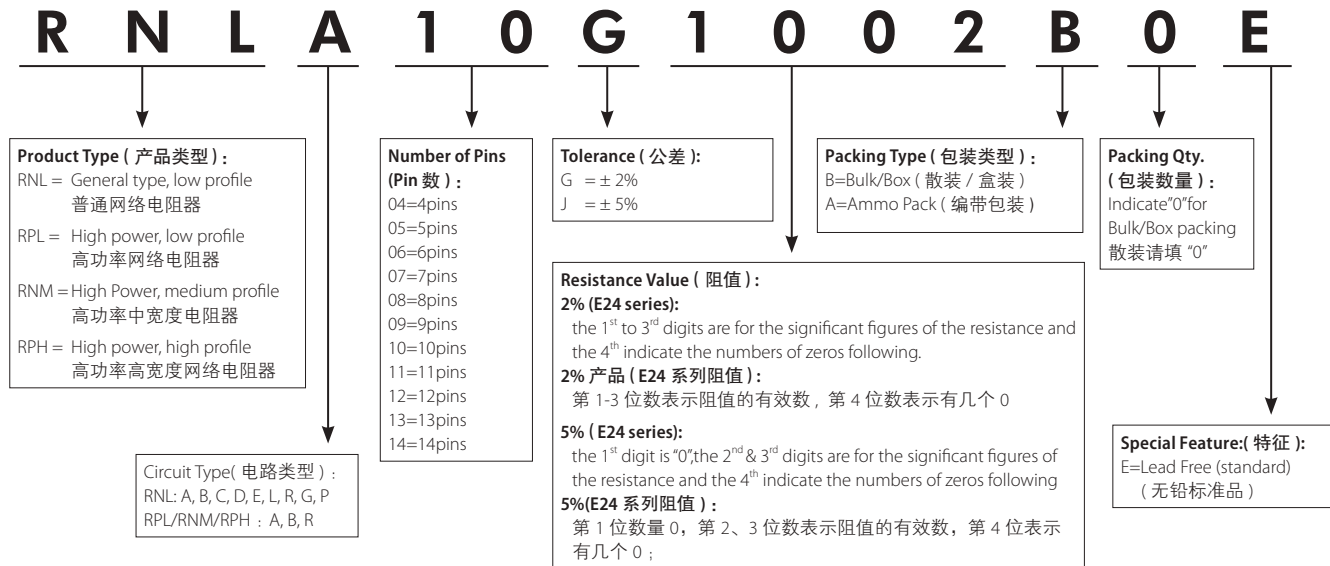 RNLA10G1002B0E
Product Type ( 产品类型 ) :
RNL = General type, low profile
普通网络电阻器
RPL = High power, low profile
高功率网络电阻器
RNM = High Power, medium profile
高功率中宽度电阻器
RPH = High power, high profile
高功率高宽度网络电阻器
Circuit Type( 电路类型 ) :
RNL: A, B, C, D, E, L, R, G, P
RPL/RNM/RPH : A, B, R
Number of Pins
(Pin 数 ) :
04=4pins
05=5pins
06=6pins
07=7pins
08=8pins
09=9pins
10=10pins
11=11pins
12=12pins
13=13pins
14=14pins
Tolerance ( 公差 ):
G = ± 2%
J = ± 5%
Resistance Value ( 阻值 ) :
2% (E24 series):
the 1st to 3rd digits are for the significant figures of the resistance and
the 4th indicate the numbers of zeros following.
2% 产品 ( E24 系列阻值 ) :
第 1-3 位数表示阻值的有效数 , 第 4 位数表示有几个 0
5% ( E24 series):
the 1st digit is "0",the 2nd & 3rd digits are for the significant figures of
the resistance and the 4th indicate the numbers of zeros following
5%(E24 系列阻值 ) :
第 1 位数量 0，第 2、3 位数表示阻值的有效数，第 4 位表示
有几个 0 ;
Packing Type ( 包装类型 ) :
B=Bulk/Box ( 散装 / 盒装 )
A=Ammo Pack ( 编带包装 )
Packing Qty.
( 包装数量 ) :
Indicate"0"for
Bulk/Box packing
散装请填 "0"
Special Feature:( 特征 ):
E=Lead Free (standard)
( 无铅标准品 )